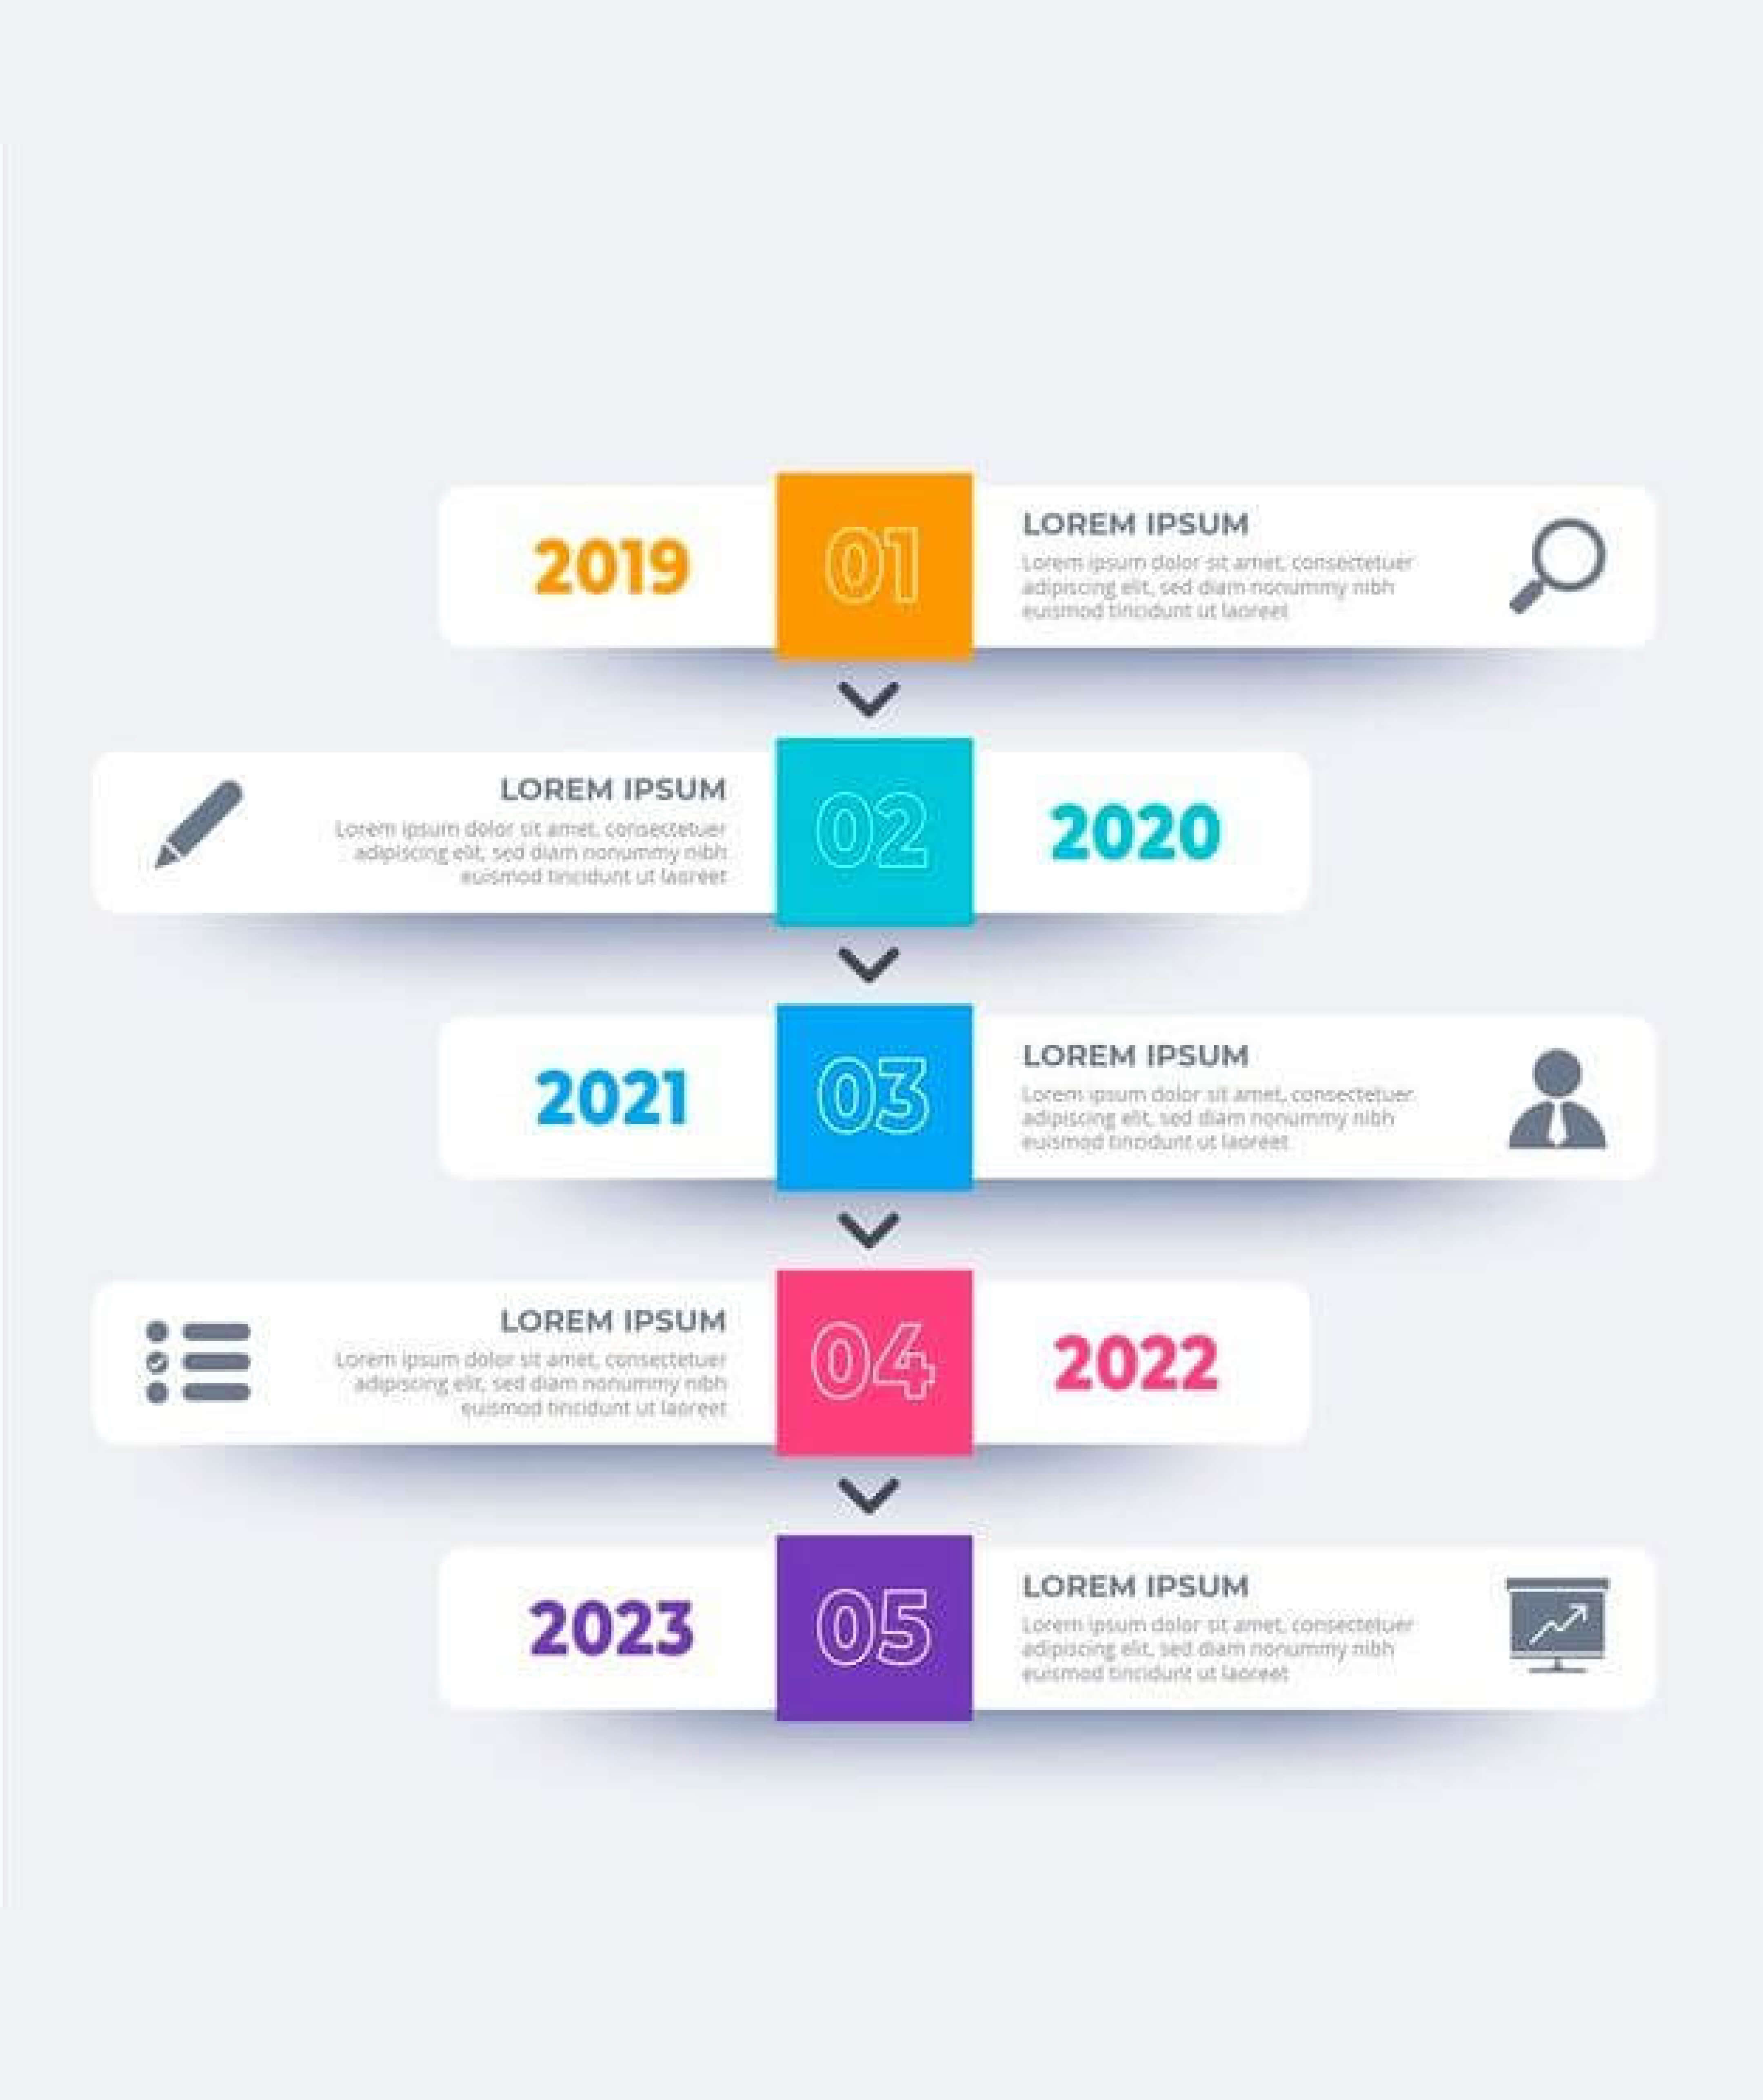 2019
01
LOREM IPSUM
Lorem ipsum dolor sit amet, consectetuer
adipiscing elit, sed diam nonummy nibh
euismod tincidunt ut laoreet
LOREM IPSUM
Lorem ipsum dolor sit amet, consectetuer
adipiscing elit, sed diam nonummy nibh
euismod tincidunt ut laoreet
02
2020
2021
03
LOREM IPSUM
Lorem ipsum dolor sit amet, consectetuer
adipiscing elit, sed diam nonummy nibh
euismod tincidunt ut laoreet
LOREM IPSUM
Lorem ipsum dolor sit amet, consectetuer
adipiscing elit, sed diam nonummy nibh
euismod tincidunt ut laoreet
04
2022
2023
05
LOREM IPSUM
Lorem ipsum dolor sit amet, consectetuer
adipiscing elit, sed diam nonummy nibh
euismod tincidunt ut laoreet